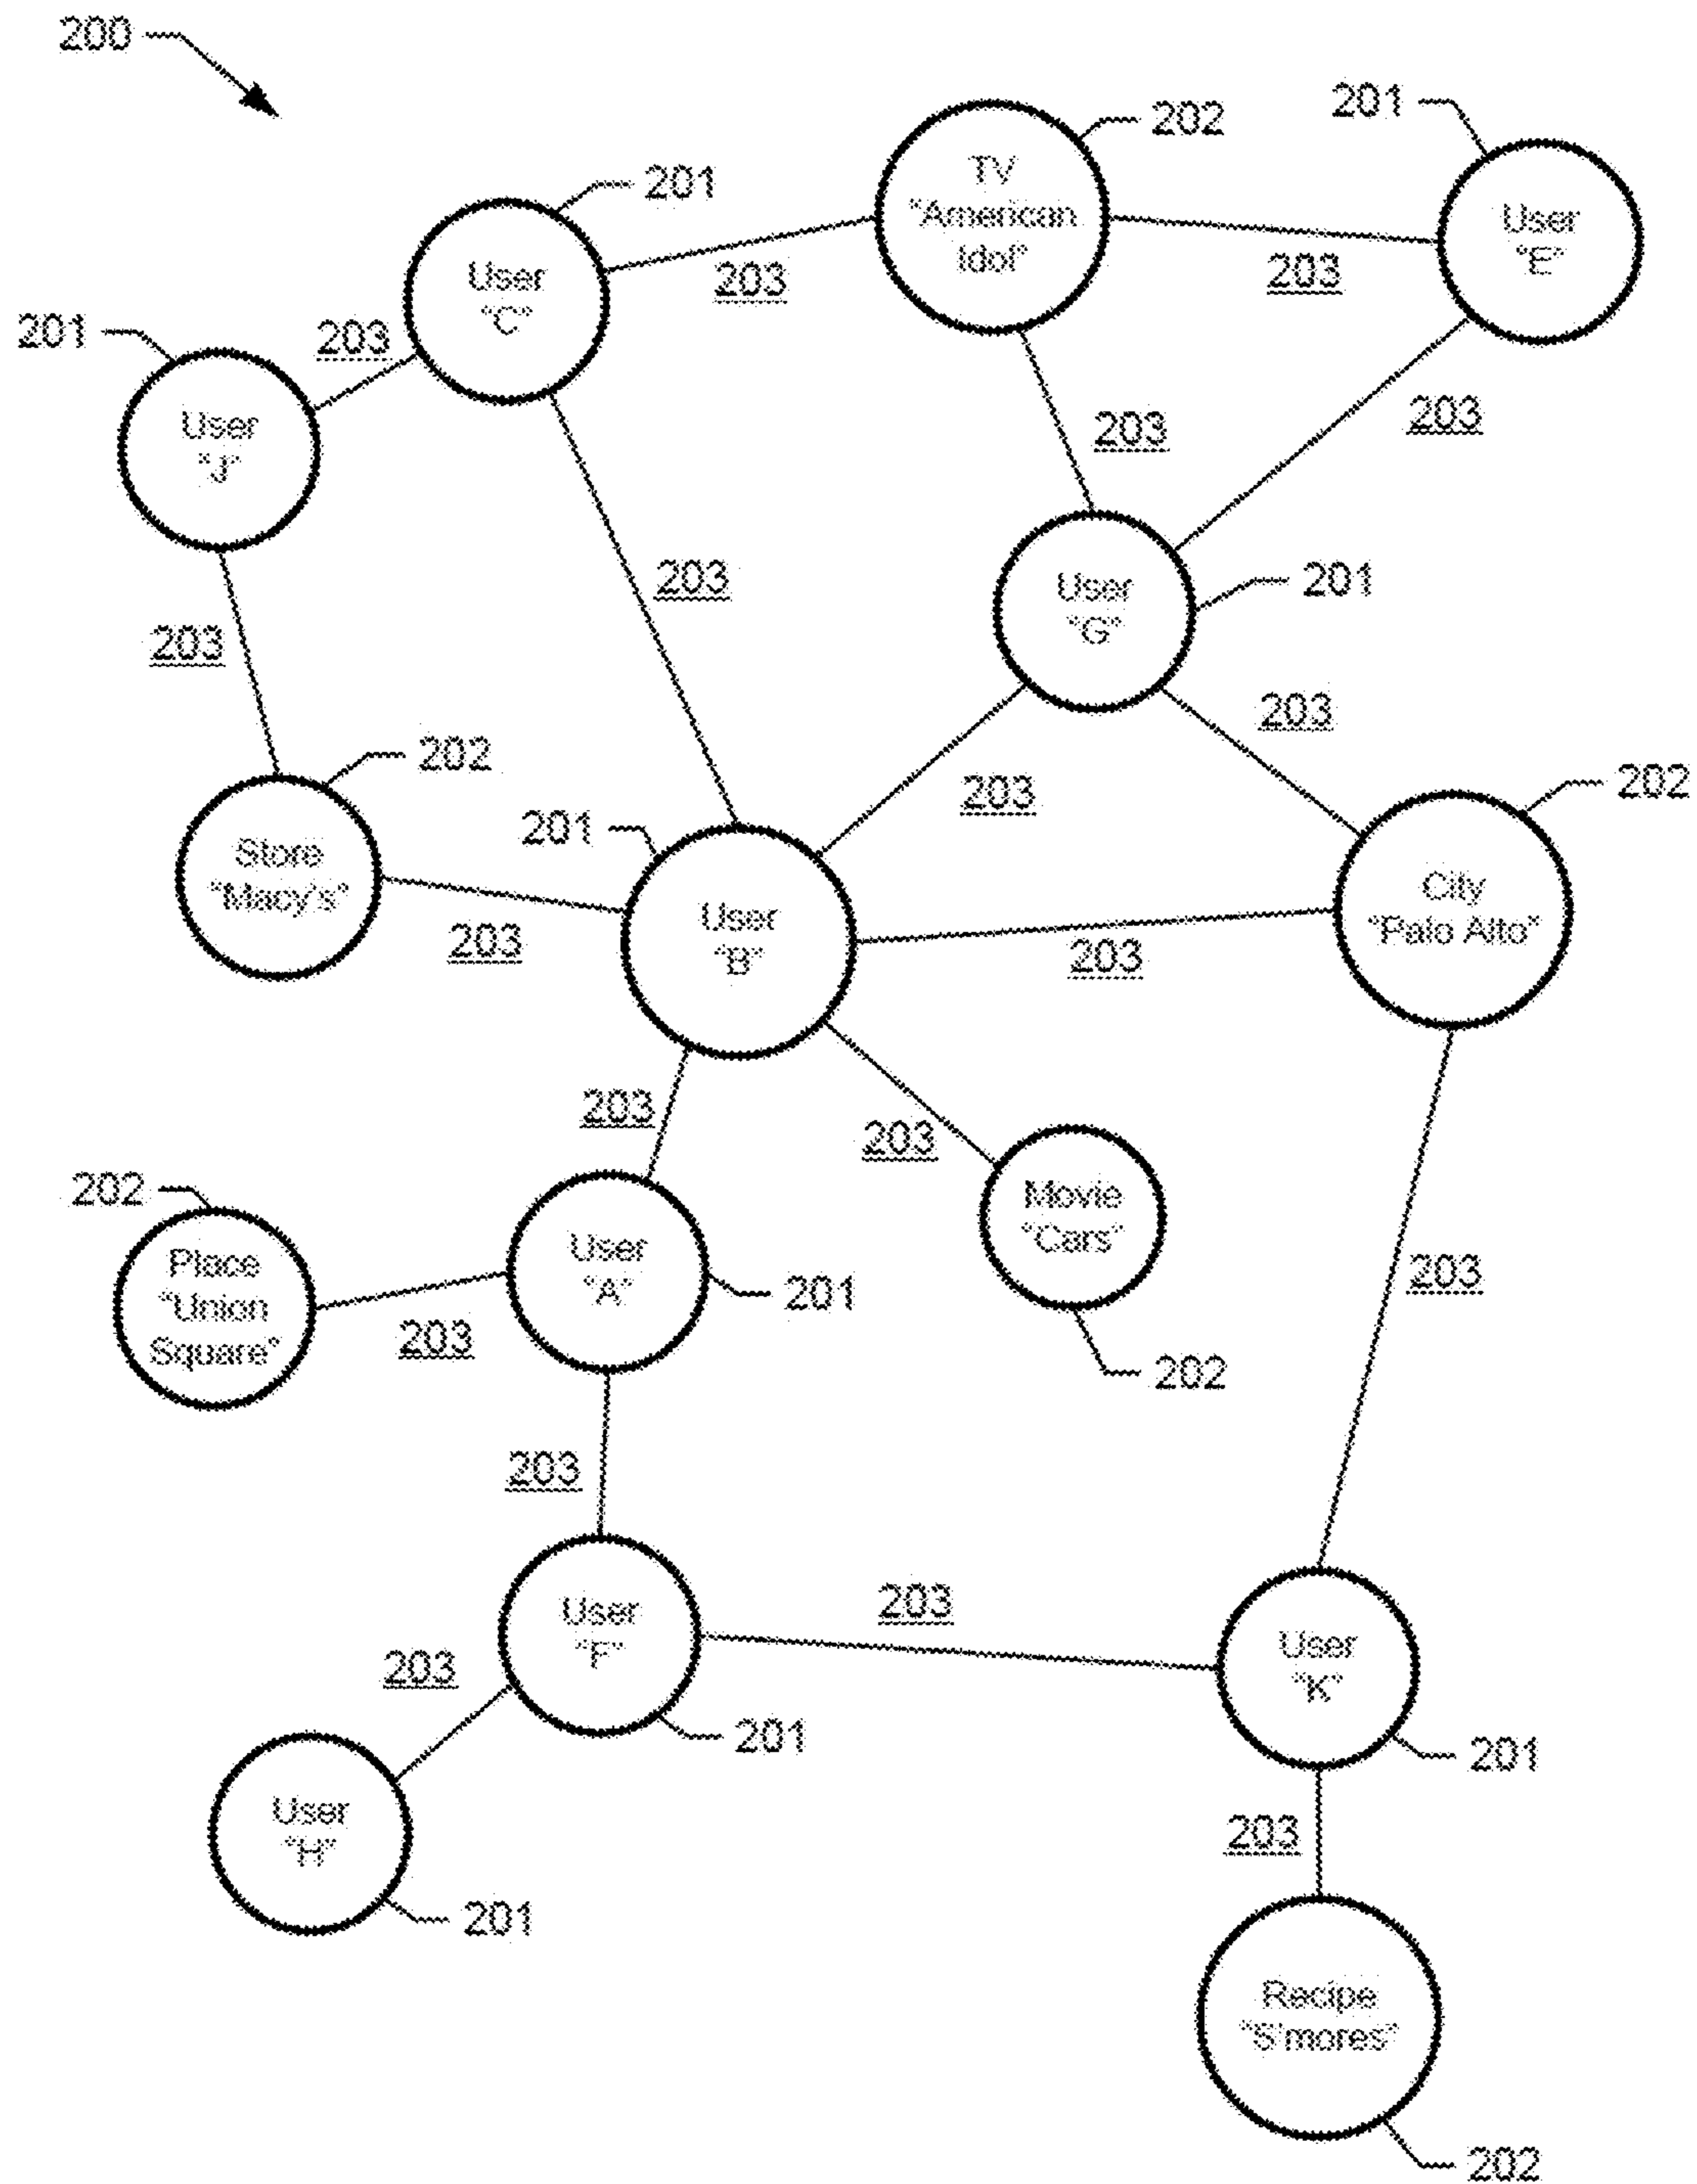 200
202
201
201
TV
"American
Idol"
User
"E"
User
"C"
203
203
201
203
203
203
User
"J"
203
User
"G"
201
203
203
202
203
202
201
Store
"Macy's"
City
"Palo Alto"
User
"B"
203
203
203
203
202
Movie
"Cars"
Place
"Union
Square"
User
"A"
201
203
203
202
203
203
User
"F"
User
"K"
203
201
201
User
"H"
203
201
Recipe
"S'mores"
202